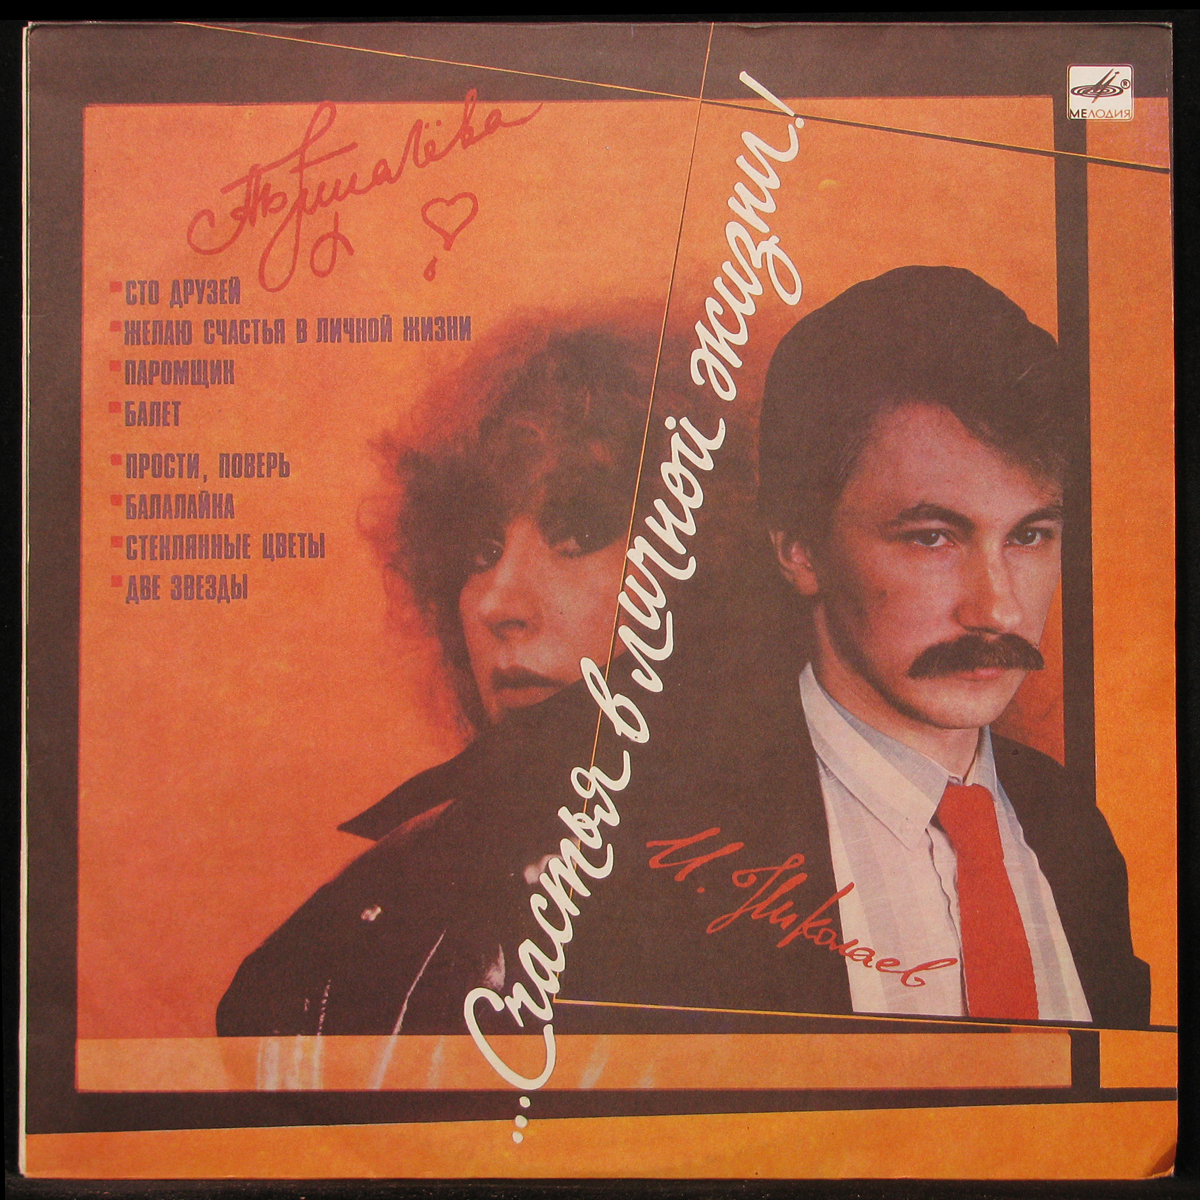 МЕЛОДИЯ
А Пугачёва
СТО ДРУЗЕЙ
ЖЕЛАЮ СЧАСТЬЯ В ЛИЧНОЙ ЖИЗНИ
ПАРОМЩИК
БАЛЕТ
ПРОСТИ, ПОВЕРЬ
БАЛАЛАЙКА
СТЕКЛЯННЫЕ ЦВЕТЫ
ДВЕ ЗВЕЗДЫ
...Счастья в личной жизни!
И. Николаев